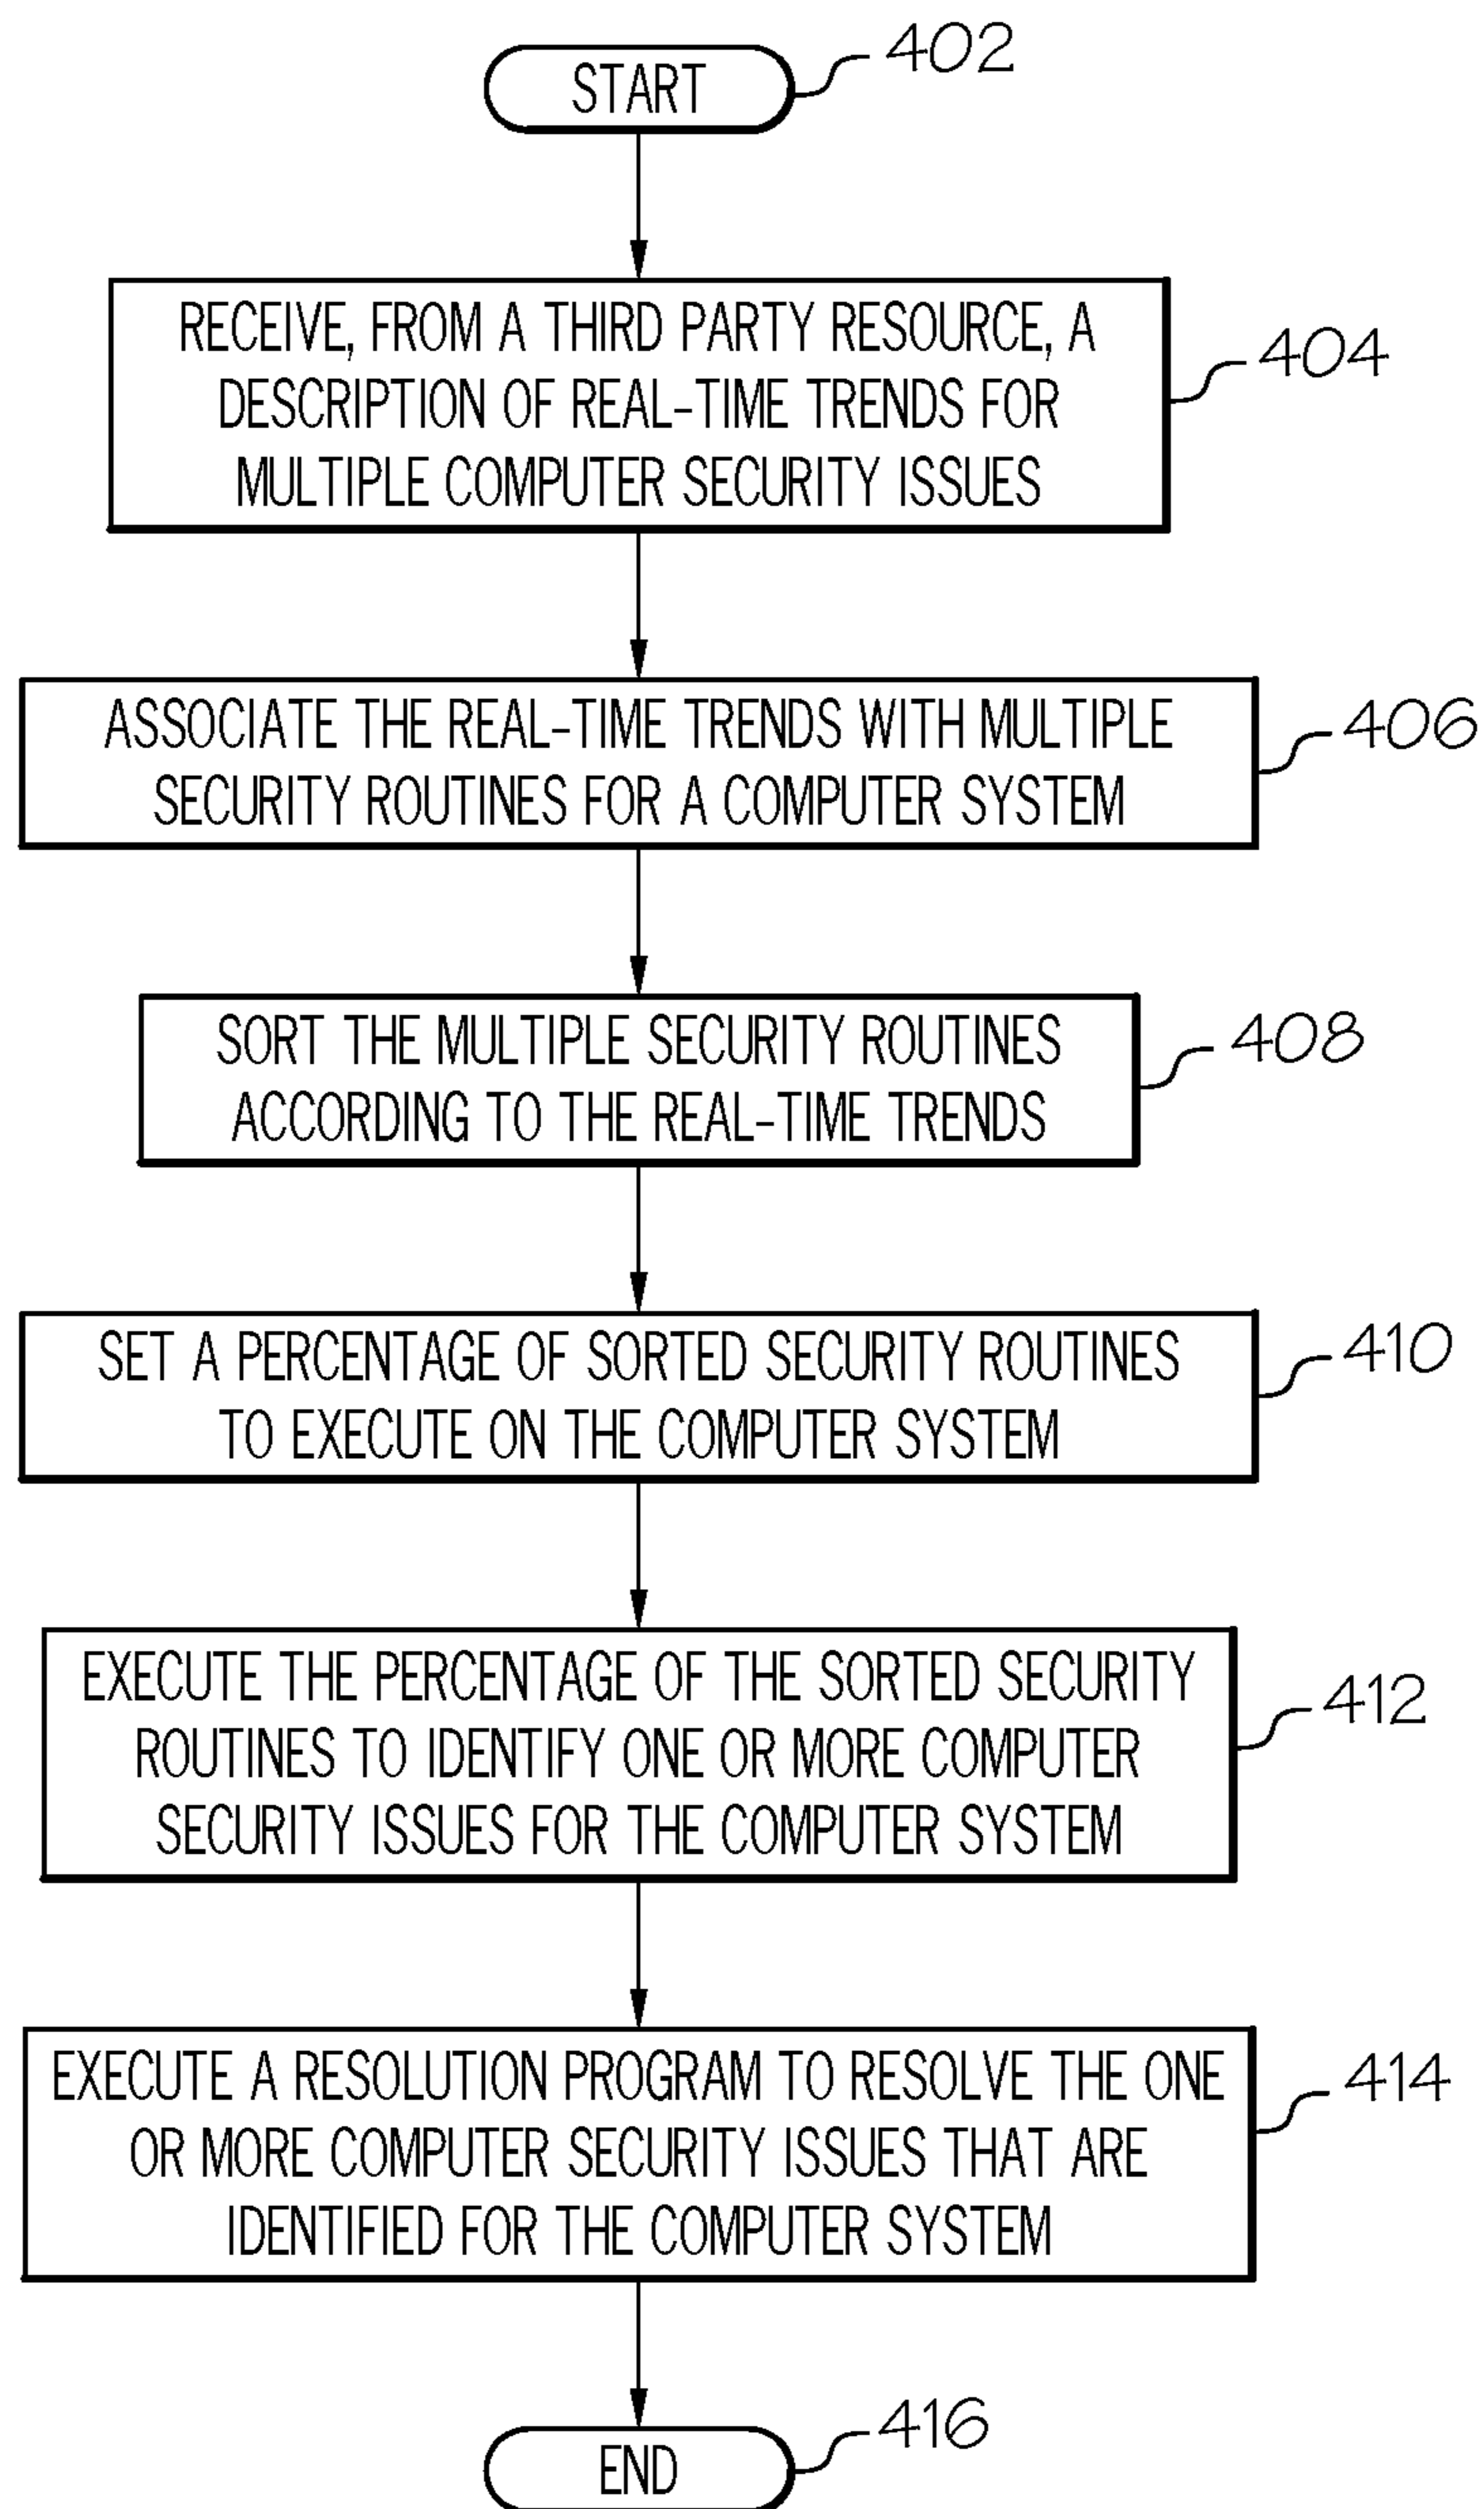 START
402
RECEIVE, FROM A THIRD PARTY RESOURCE, A
DESCRIPTION OF REAL-TIME TRENDS FOR
MULTIPLE COMPUTER SECURITY ISSUES
404
ASSOCIATE THE REAL-TIME TRENDS WITH MULTIPLE
SECURITY ROUTINES FOR A COMPUTER SYSTEM
406
SORT THE MULTIPLE SECURITY ROUTINES
ACCORDING TO THE REAL-TIME TRENDS
408
SET A PERCENTAGE OF SORTED SECURITY ROUTINES
TO EXECUTE ON THE COMPUTER SYSTEM
410
EXECUTE THE PERCENTAGE OF THE SORTED SECURITY
ROUTINES TO IDENTIFY ONE OR MORE COMPUTER
SECURITY ISSUES FOR THE COMPUTER SYSTEM
412
EXECUTE A RESOLUTION PROGRAM TO RESOLVE THE ONE
OR MORE COMPUTER SECURITY ISSUES THAT ARE
IDENTIFIED FOR THE COMPUTER SYSTEM
414
END
416